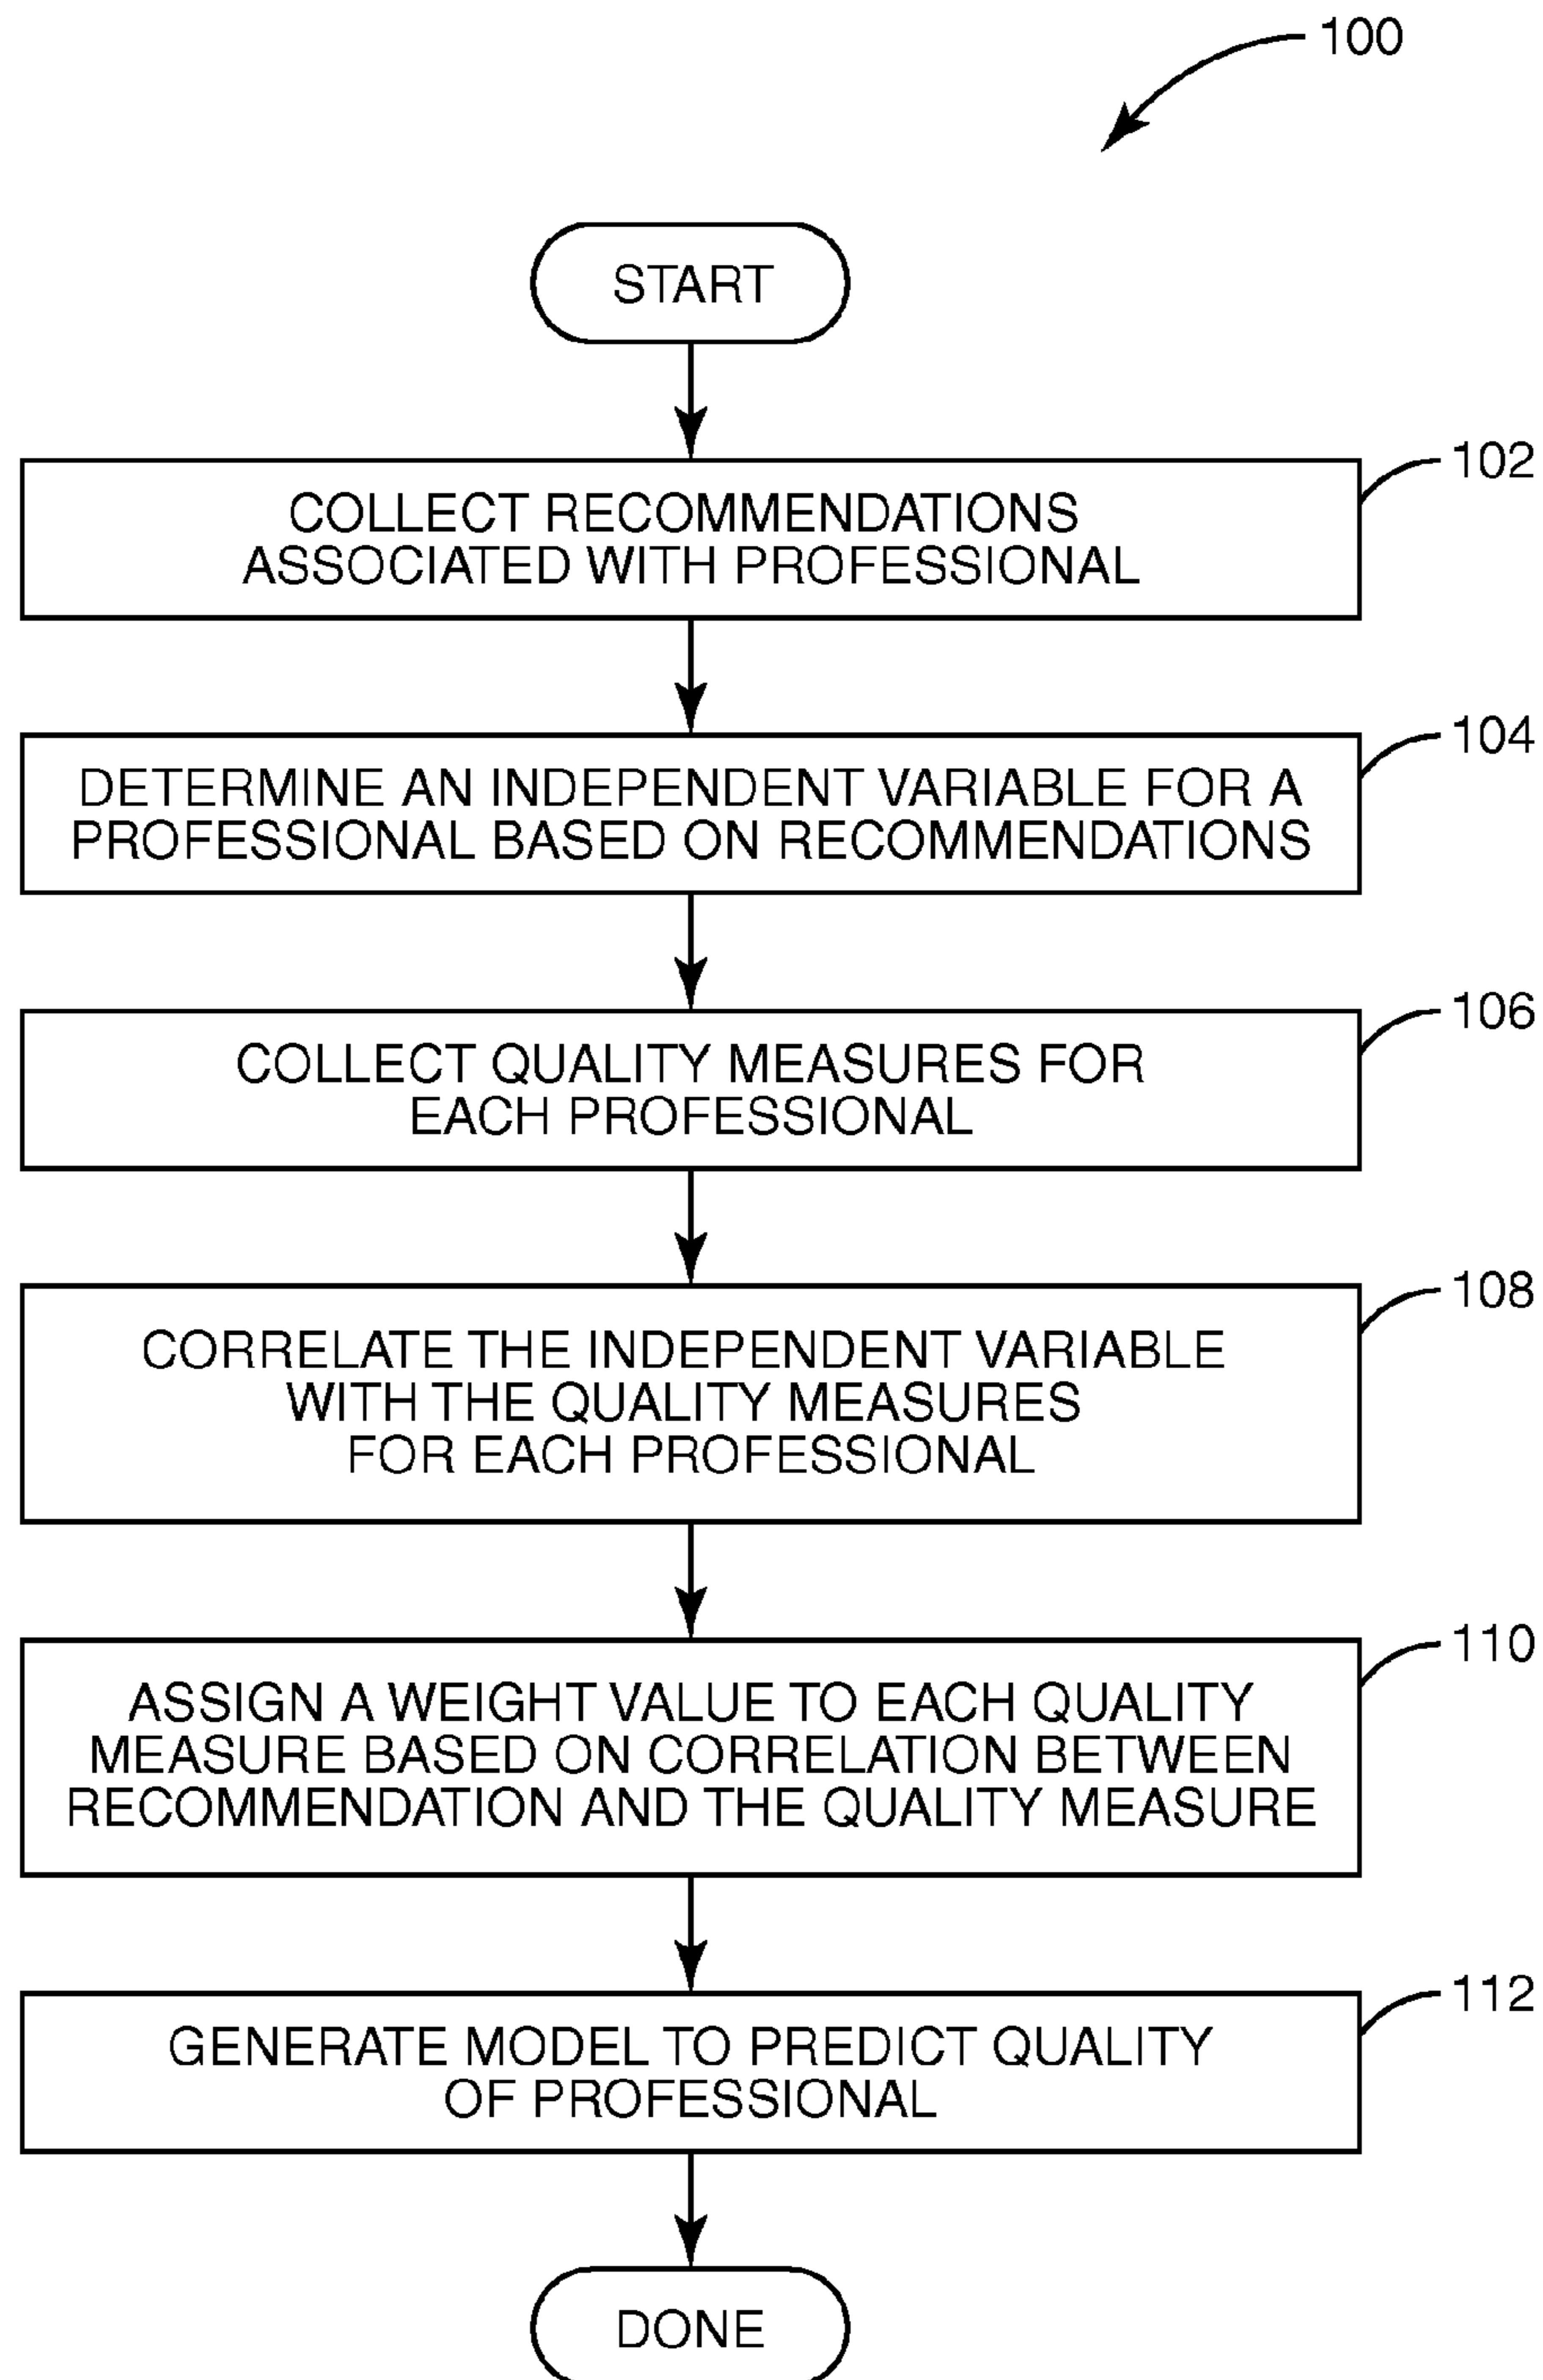 100
START
102
COLLECT RECOMMENDATIONS
ASSOCIATED WITH PROFESSIONAL
104
DETERMINE AN INDEPENDENT VARIABLE FOR A
PROFESSIONAL BASED ON RECOMMENDATIONS
106
COLLECT QUALITY MEASURES FOR
EACH PROFESSIONAL
108
CORRELATE THE INDEPENDENT VARIABLE
WITH THE QUALITY MEASURES
FOR EACH PROFESSIONAL
110
ASSIGN A WEIGHT VALUE TO EACH QUALITY
MEASURE BASED ON CORRELATION BETWEEN
RECOMMENDATION AND THE QUALITY MEASURE
112
GENERATE MODEL TO PREDICT QUALITY
OF PROFESSIONAL
DONE